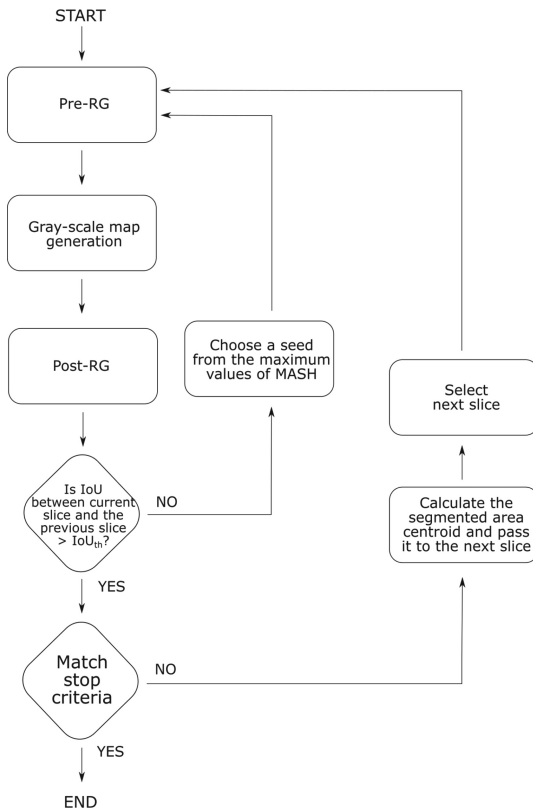 START
Pre-RG
Gray-scale map
generation
Post-RG
Choose a seed
from the maximum
values of MASH
Select
next slice
Is IoU
between current
slice and the
previous slice
> IoUth?
NO
Calculate the
segmented area
centroid and pass
it to the next slice
YES
Match
stop
criteria
NO
YES
END